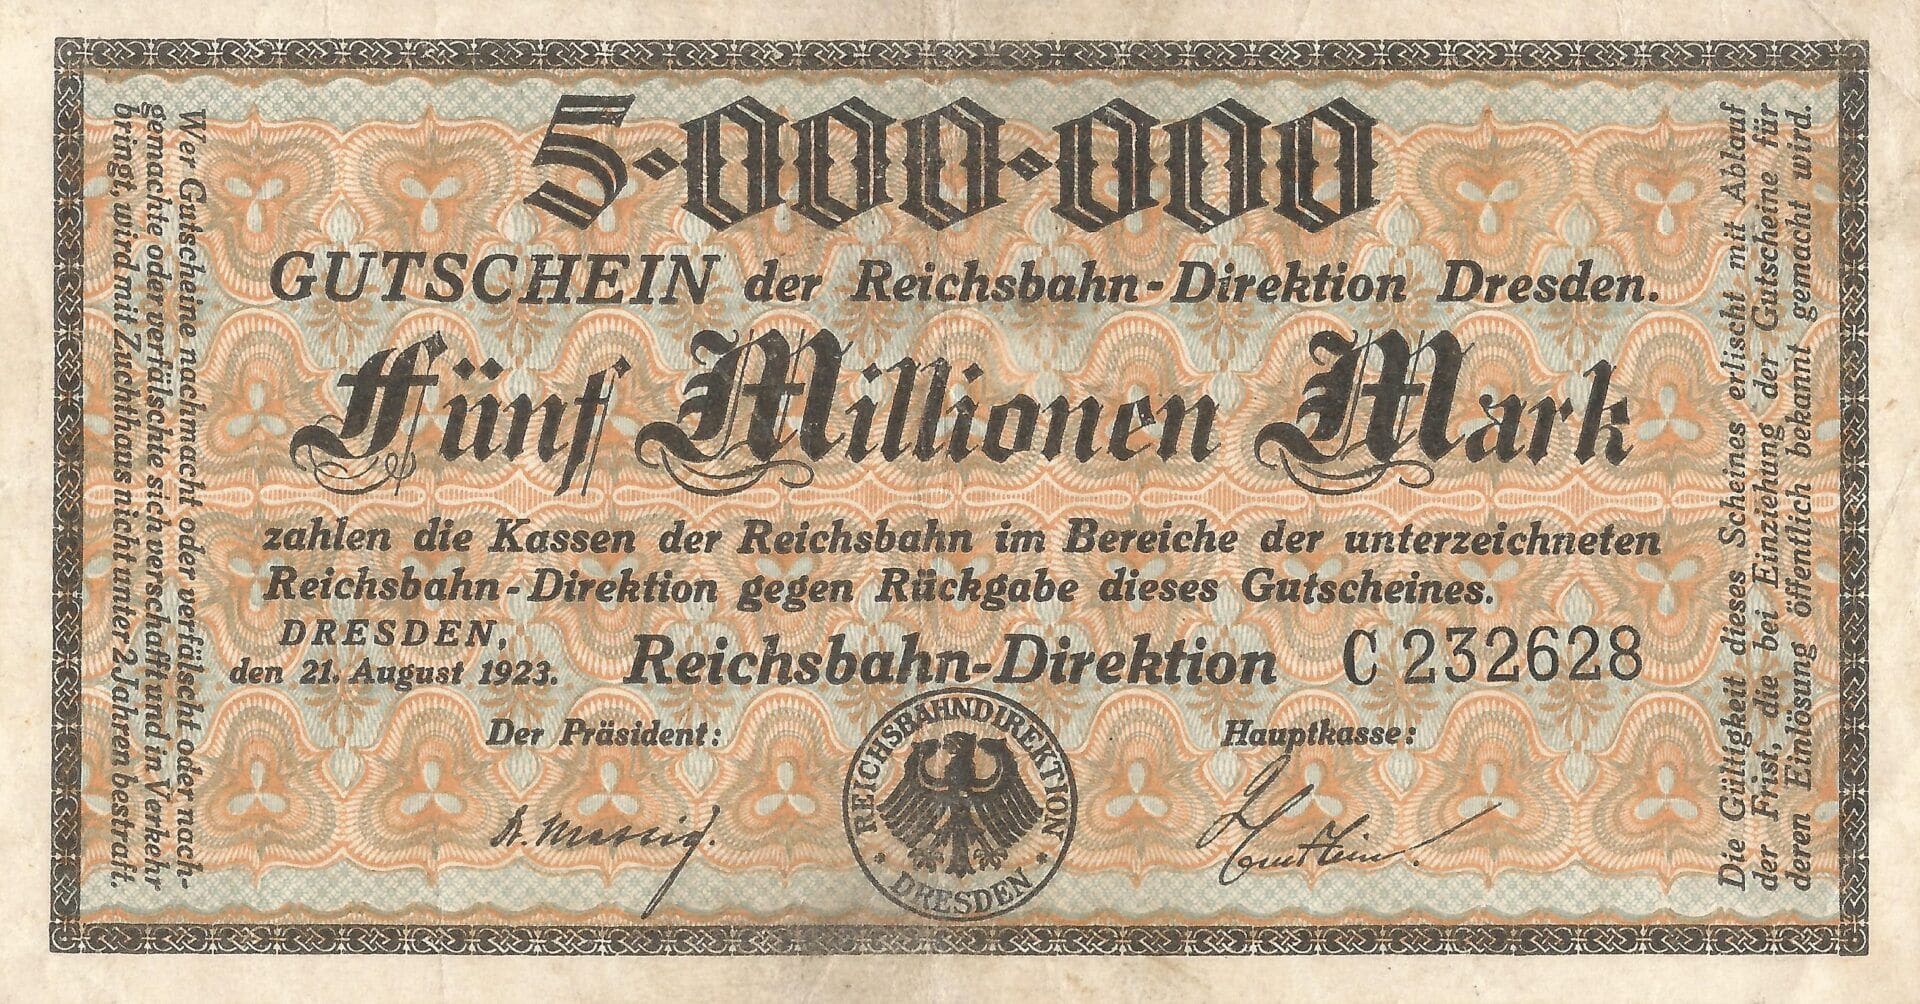 5·000·000
GUTSCHEIN der Reichsbahn-Direktion Dresden.
Fünf Millionen Mark
zahlen die Kassen der Reichsbahn im Bereiche der unterzeichneten
Reichsbahn-Direktion gegen Rückgabe dieses Gutscheines.
DRESDEN,
den 21. August 1923.
Reichsbahn-Direktion C 232628
Der Präsident:
Hauptkasse:
REICHSBAHNDIREKTION
* DRESDEN *
Wer Gutscheine nachmacht oder verfälscht oder nach-
gemachte oder verfälschte sich verschafft und in Verkehr
bringt, wird mit Zuchthaus nicht unter 2 Jahren bestraft.
Die Gültigkeit dieses Scheines erlischt mit Ablauf
der Frist, die bei Einziehung der Gutscheine für
deren Einlösung öffentlich bekannt gemacht wird.